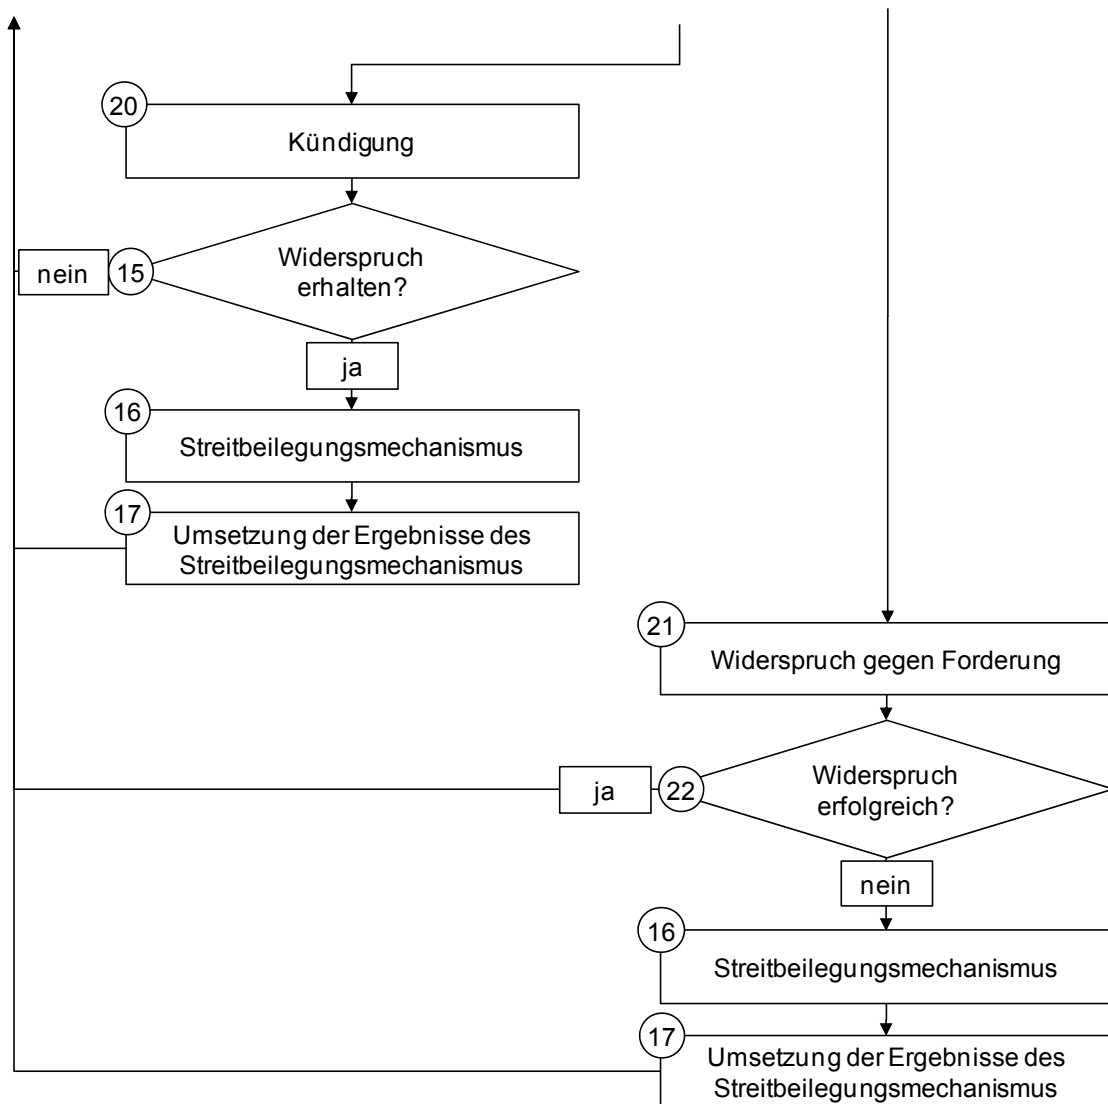 20
Kündigung
Widerspruch
erhalten?
nein
15
ja
16
Streitbeilegungsmechanismus
17
Umsetzung der Ergebnisse des
Streitbeilegungsmechanismus
21
Widerspruch gegen Forderung
Widerspruch
erfolgreich?
ja
22
nein
16
Streitbeilegungsmechanismus
17
Umsetzung der Ergebnisse des
Streitbeilegungsmechanismus